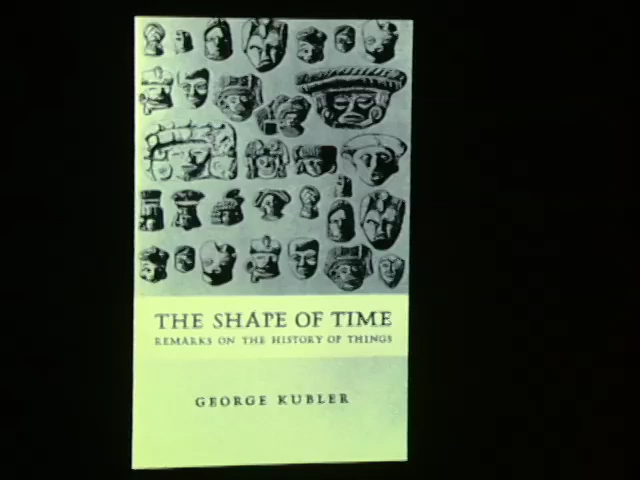 THE SHAPE OF TIME
REMARKS ON THE HISTORY OF THINGS
GEORGE KUBLER